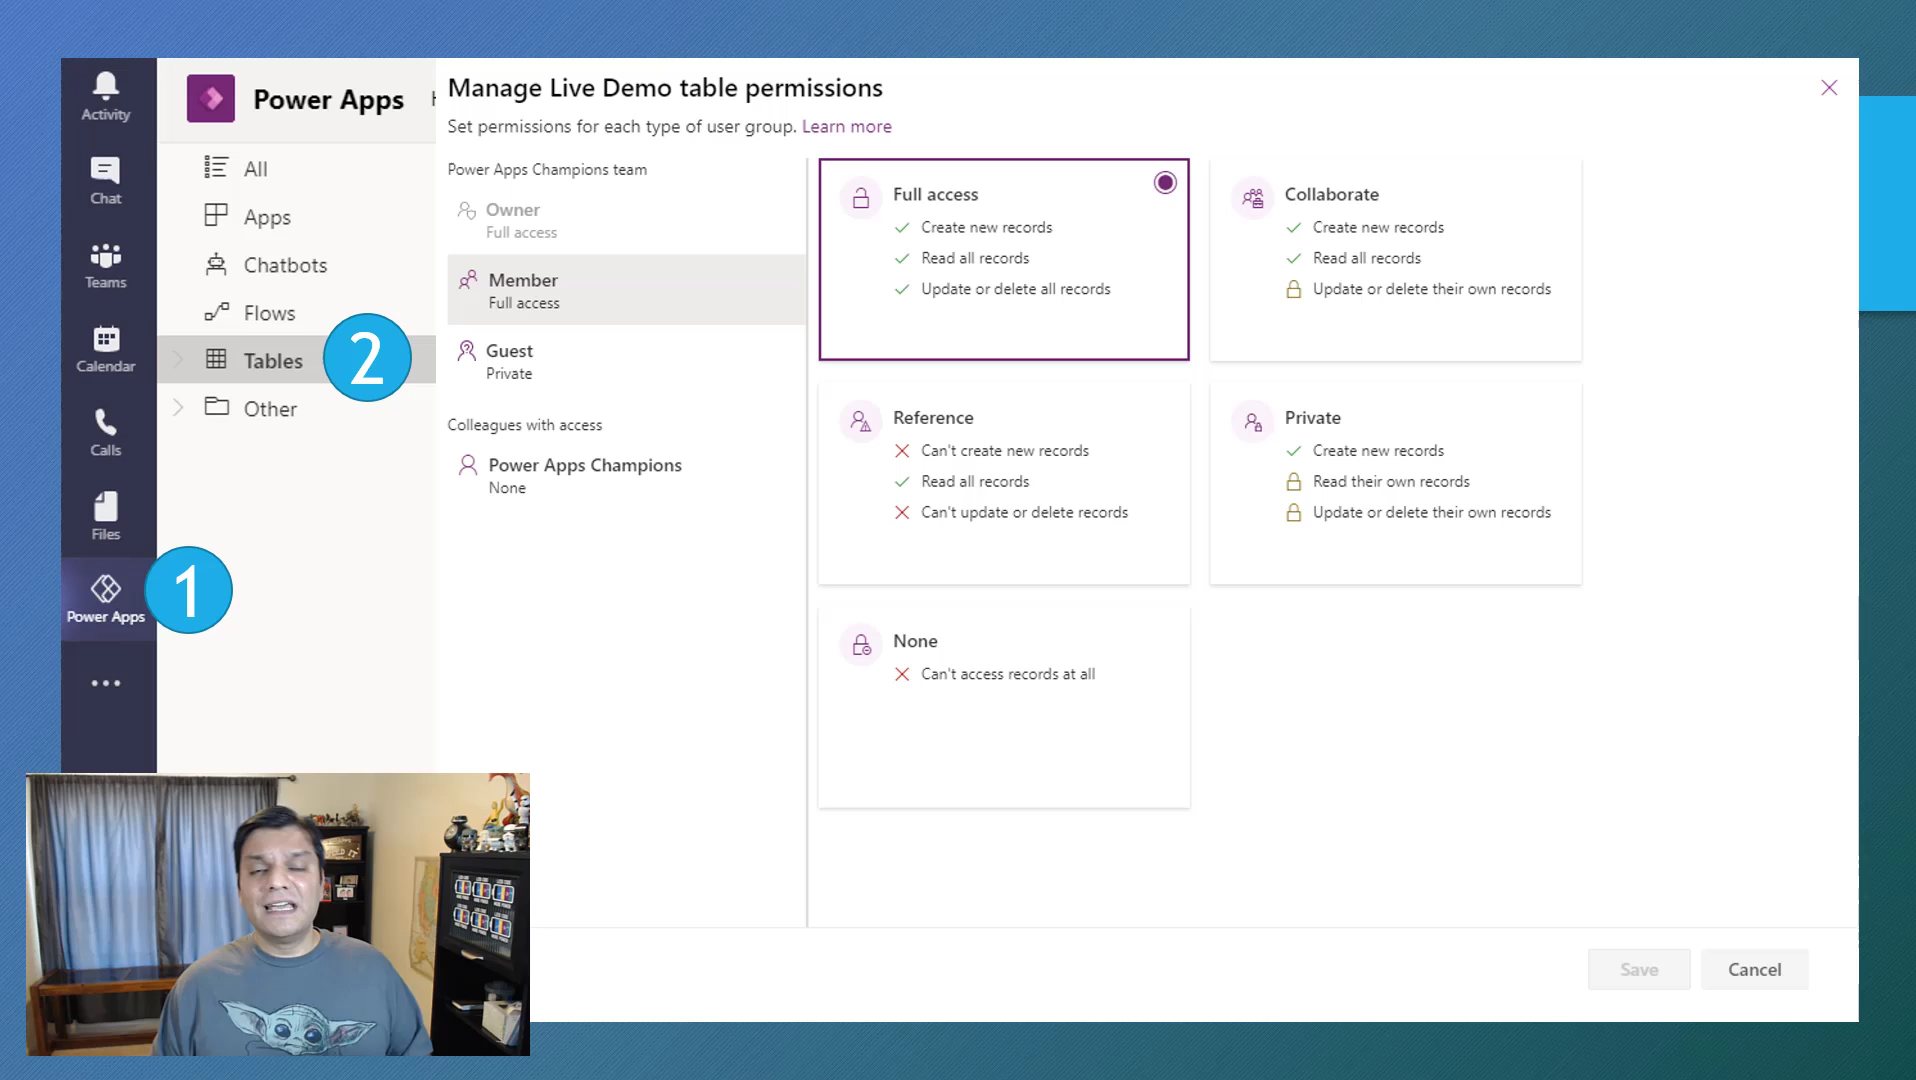 Activity
Chat
Teams
Calendar
Calls
Files
Power Apps
1
Power Apps
All
Apps
Chatbots
Flows
Tables
2
Other
Manage Live Demo table permissions
Set permissions for each type of user group. Learn more
Power Apps Champions team
Owner
Full access
Member
Full access
Guest
Private
Colleagues with access
Power Apps Champions
None
Full access
Create new records
Read all records
Update or delete all records
Collaborate
Create new records
Read all records
Update or delete their own records
Reference
Can't create new records
Read all records
Can't update or delete records
Private
Create new records
Read their own records
Update or delete their own records
None
Can't access records at all
Save
Cancel